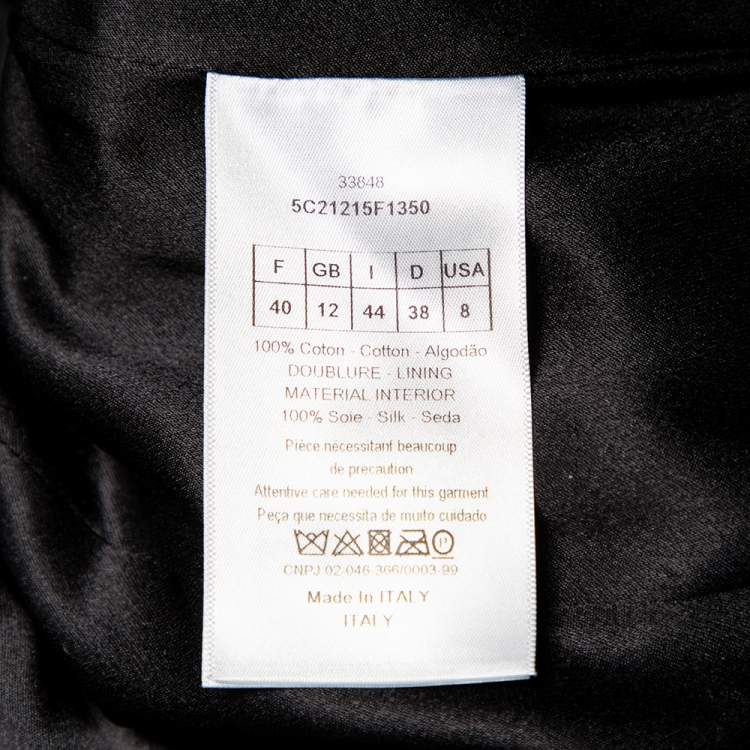 33848
5C21215F1350
F GB I D USA
40 12 44 38 8
100% Coton - Cotton - Algodão
DOUBLURE - LINING
MATERIAL INTERIOR
100% Soie - Silk - Seda
Pièce nécessitant beaucoup
de precaution
Attentive care needed for this garment
Peça que necessita de muito cuidado
P
CNPJ 02-046-366/0003-99
Made In ITALY
ITALY